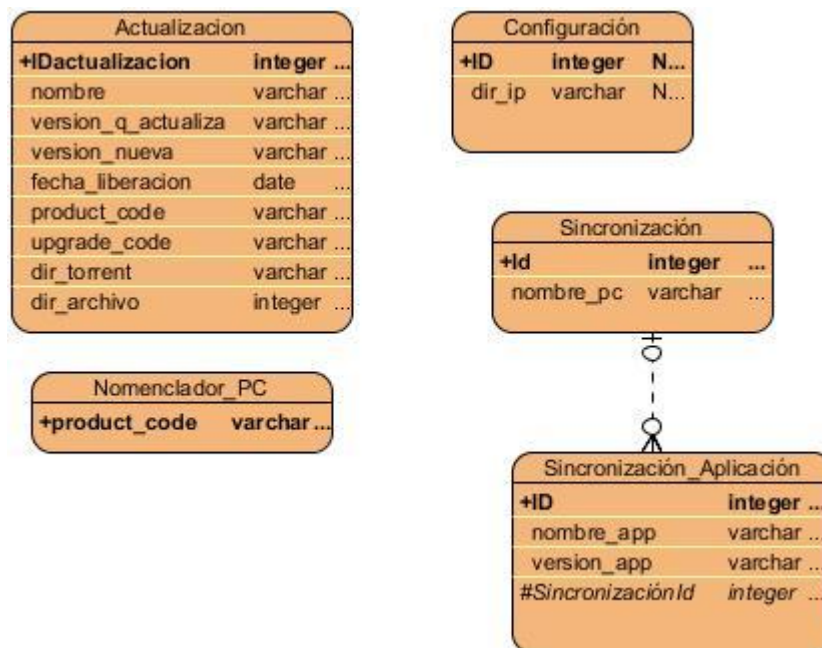 Actualizacion
+IDactualizacion integer ...
nombre varchar ...
version_q_actualiza varchar ...
version_nueva varchar ...
fecha_liberacion date ...
product_code varchar ...
upgrade_code varchar ...
dir_torrent varchar ...
dir_archivo integer ...
Configuración
+ID integer N...
dir_ip varchar N...
Sincronización
+Id integer ...
nombre_pc varchar ...
Nomenclador_PC
+product_code varchar ...
Sincronización_Aplicación
+ID integer ...
nombre_app varchar ...
version_app varchar ...
#SincronizaciónId integer ...